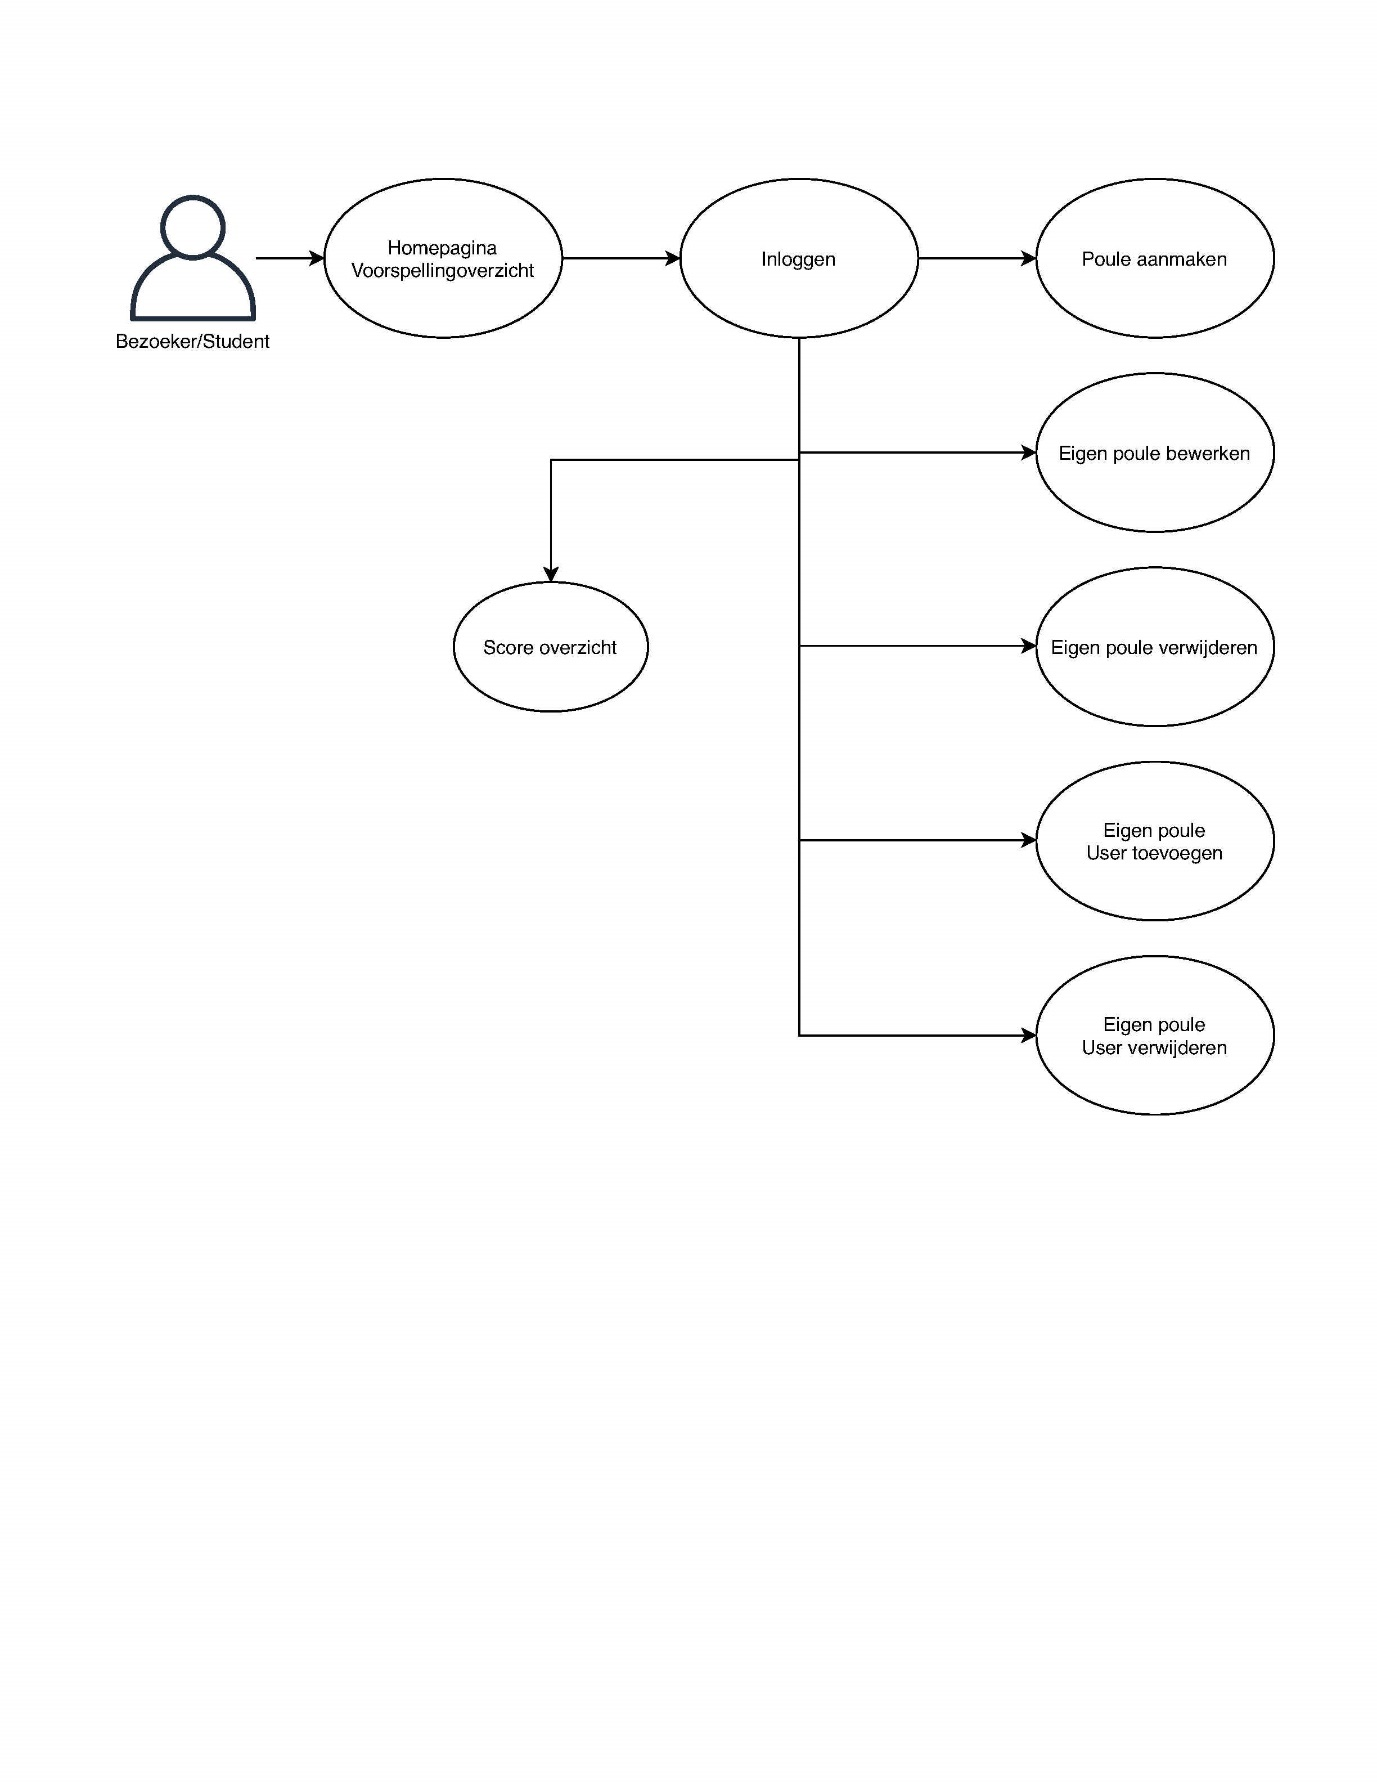 Homepagina
Voorspellingoverzicht
Inloggen
Poule aanmaken
Bezoeker/Student
Eigen poule bewerken
Score overzicht
Eigen poule verwijderen
Eigen poule
User toevoegen
Eigen poule
User verwijderen